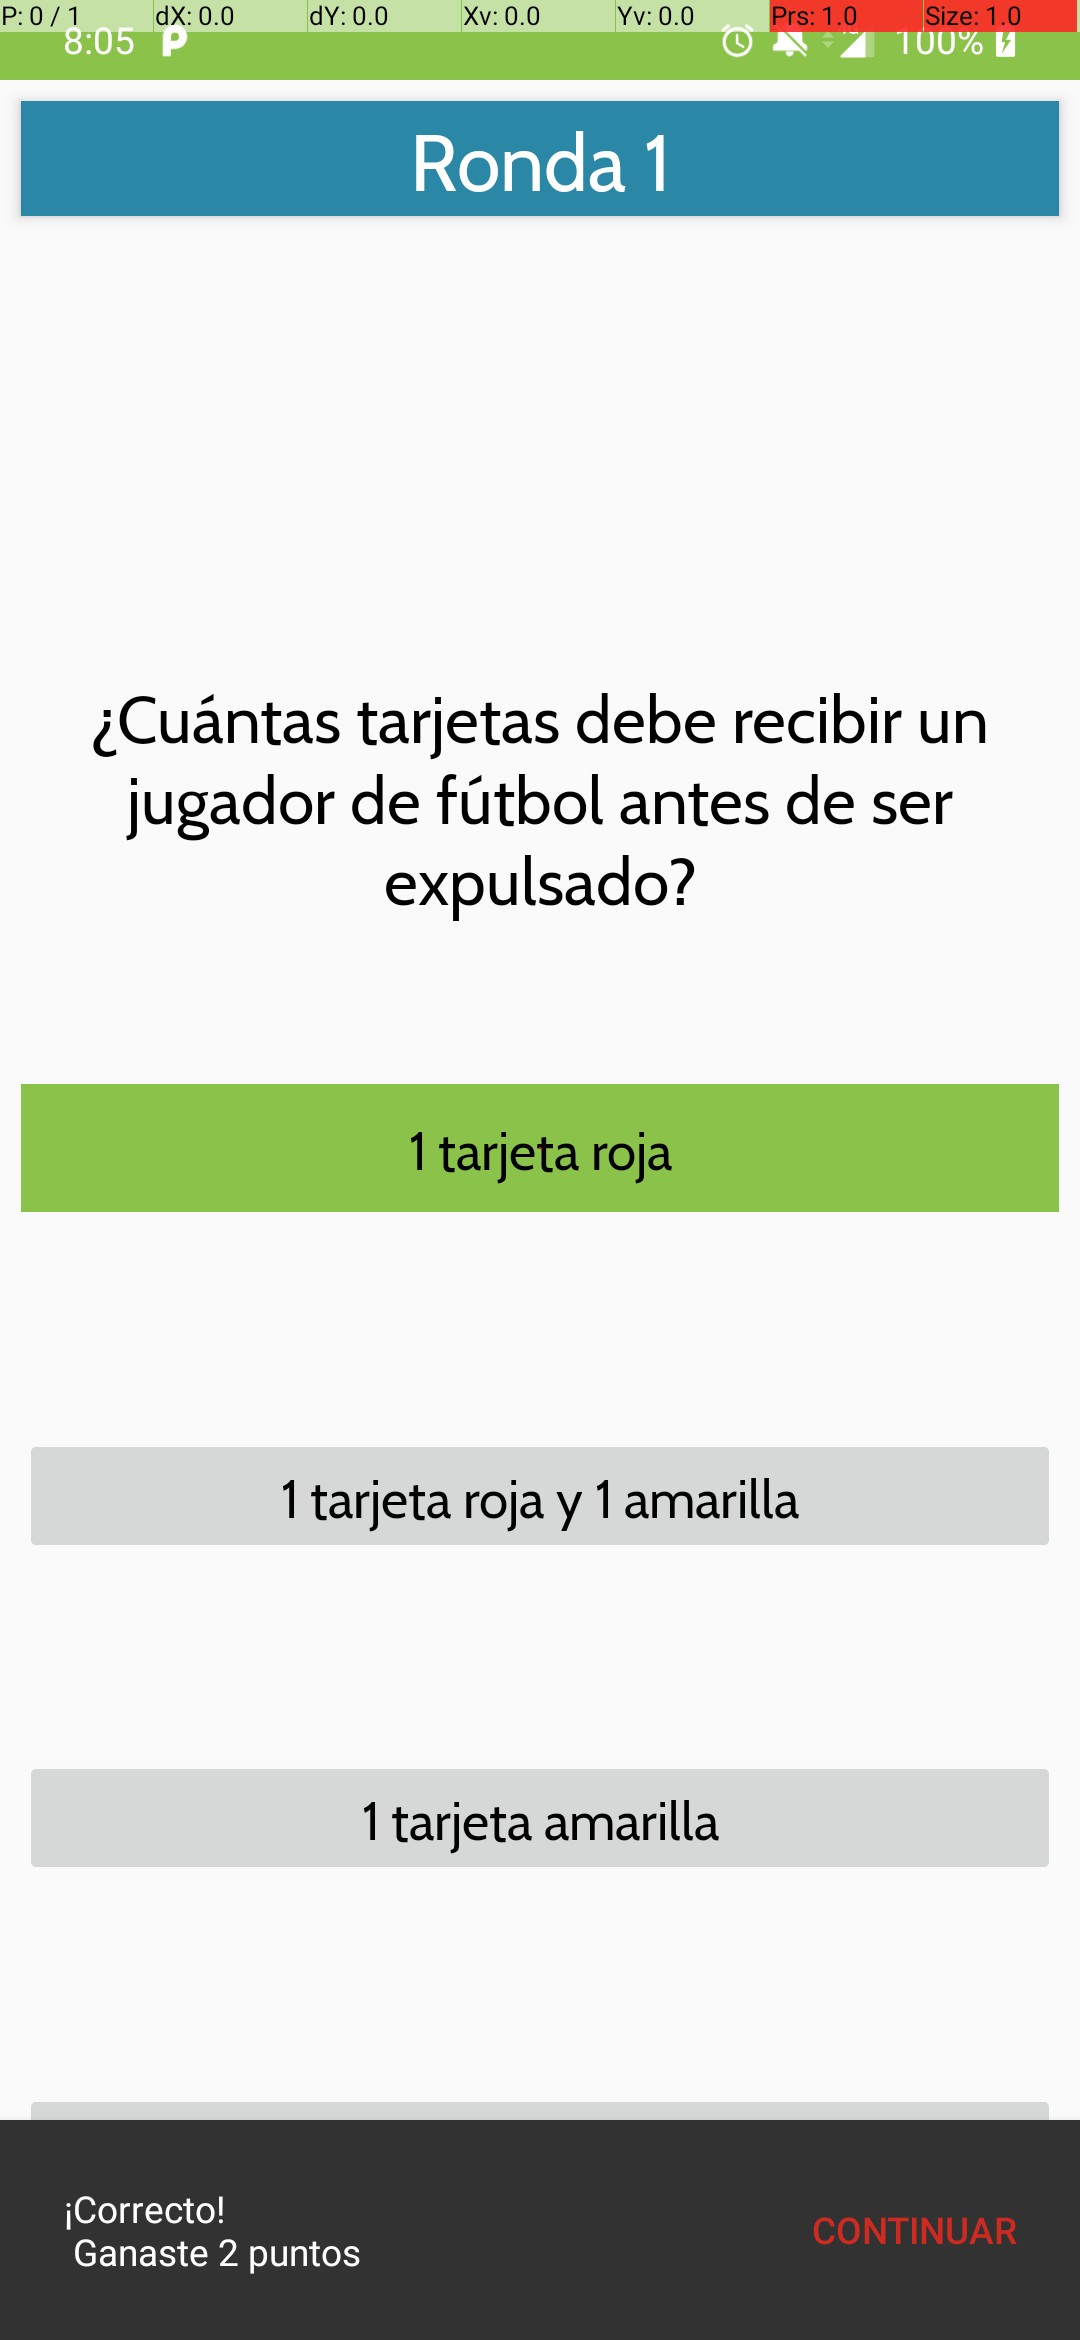 P: 0 / 1 dX: 0.0 dY: 0.0 Xv: 0.0 Yv: 0.0 Prs: 1.0 Size: 1.0
8:05 100%
Ronda 1
¿Cuántas tarjetas debe recibir un
jugador de fútbol antes de ser
expulsado?
1 tarjeta roja
1 tarjeta roja y 1 amarilla
1 tarjeta amarilla
¡Correcto!
Ganaste 2 puntos
CONTINUAR